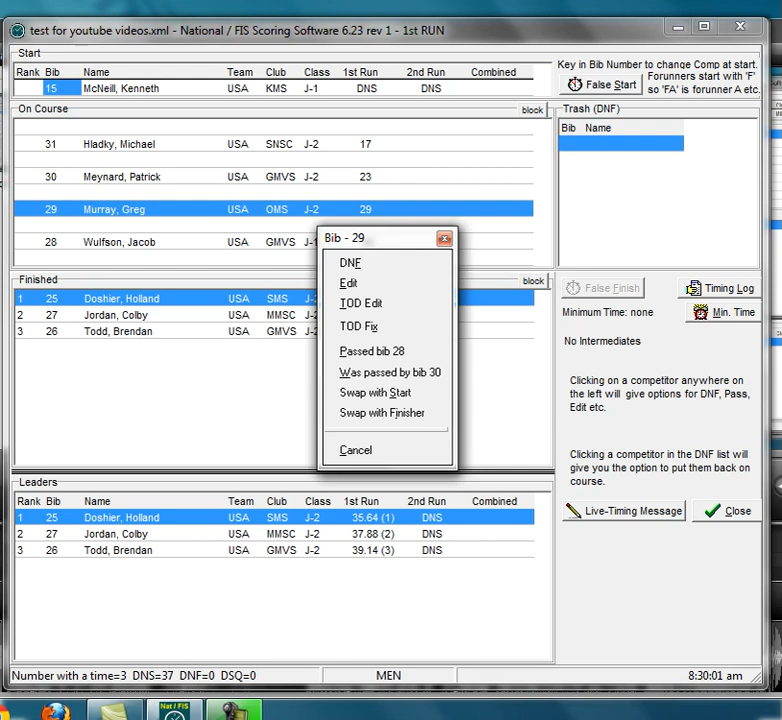 test for youtube videos.xml - National / FIS Scoring Software 6.23 rev 1 - 1st RUN
Start
Rank Bib Name Team Club Class 1st Run 2nd Run Combined
15 McNeill, Kenneth USA KMS J-1 DNS DNS
Key in Bib Number to change Comp at start.
False Start
Forunners start with 'F'
so 'FA' is forunner A etc.
On Course
block
31 Hladky, Michael USA SNSC J-2 17
30 Meynard, Patrick USA GMVS J-2 23
29 Murray, Greg USA OMS J-2 29
28 Wulfson, Jacob USA GMVS J-1
Trash (DNF)
Bib Name
Bib - 29
DNF
Edit
TOD Edit
TOD Fix
Passed bib 28
Was passed by bib 30
Swap with Start
Swap with Finisher
Cancel
Finished
block
1 25 Doshier, Holland USA SMS J-2
2 27 Jordan, Colby USA MMSC J-2
3 26 Todd, Brendan USA GMVS J-2
False Finish
Timing Log
Minimum Time: none
Min. Time
No Intermediates
Clicking on a competitor anywhere on
the left will give options for DNF, Pass,
Edit etc.
Clicking a competitor in the DNF list will
give you the option to put them back on
course.
Live-Timing Message
Close
Leaders
Rank Bib Name Team Club Class 1st Run 2nd Run Combined
1 25 Doshier, Holland USA SMS J-2 35.64 (1) DNS
2 27 Jordan, Colby USA MMSC J-2 37.88 (2) DNS
3 26 Todd, Brendan USA GMVS J-2 39.14 (3) DNS
Number with a time=3 DNS=37 DNF=0 DSQ=0
MEN
8:30:01 am
Nat / FIS